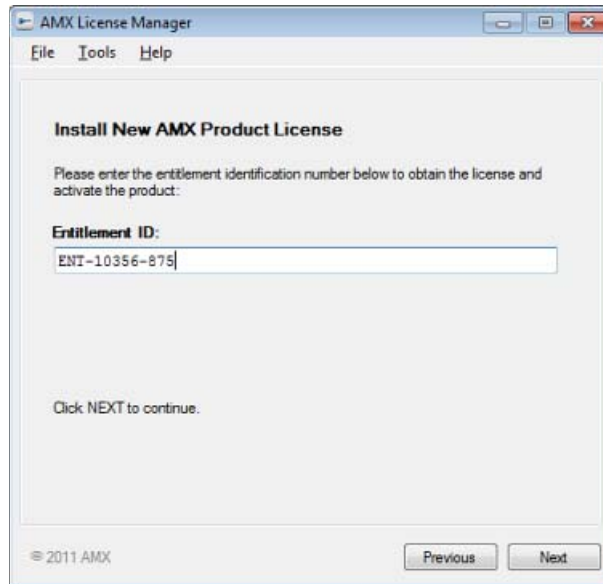 AMX License Manager
File Tools Help
Install New AMX Product License
Please enter the entitlement identification number below to obtain the license and
activate the product:
Entitlement ID:
ENT-10356-875
Click NEXT to continue.
© 2011 AMX
Previous Next